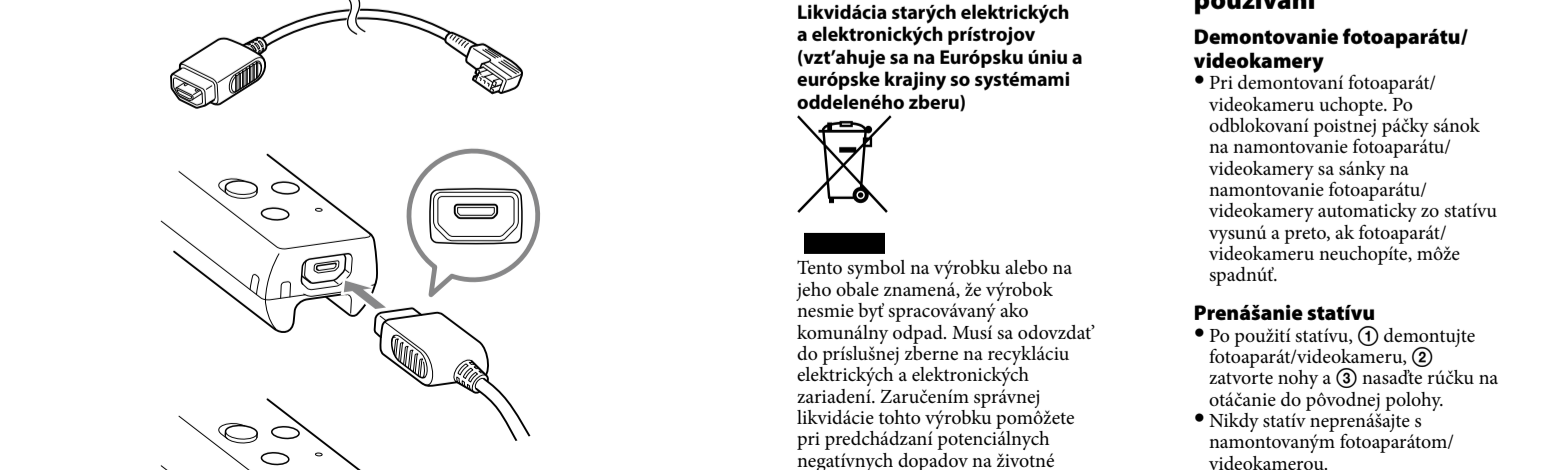 Likvidácia starých elektrických
a elektronických prístrojov
(vzt’ahuje sa na Európsku úniu a
európske krajiny so systémami
oddeleného zberu)
Tento symbol na výrobku alebo na
jeho obale znamená, že výrobok
nesmie byť spracovávaný ako
komunálny odpad. Musí sa odovzdať
do príslušnej zberne na recykláciu
elektrických a elektronických
zariadení. Zaručením správnej
likvidácie tohto výrobku pomôžete
pri predchádzaní potenciálnych
negatívnych dopadov na životné
používaní
Demontovanie fotoaparátu/
videokamery
• Pri demontovaní fotoaparát/
videokameru uchopte. Po
odblokovaní poistnej páčky sánok
na namontovanie fotoaparátu/
videokamery sa sánky na
namontovanie fotoaparátu/
videokamery automaticky zo statívu
vysunú a preto, ak fotoaparát/
videokameru neuchopíte, môže
spadnúť.
Prenášanie statívu
• Po použití statívu, ① demontujte
fotoaparát/videokameru, ②
zatvorte nohy a ③ nasaďte rúčku na
otáčanie do pôvodnej polohy.
• Nikdy statív neprenášajte s
namontovaným fotoaparátom/
videokamerou.